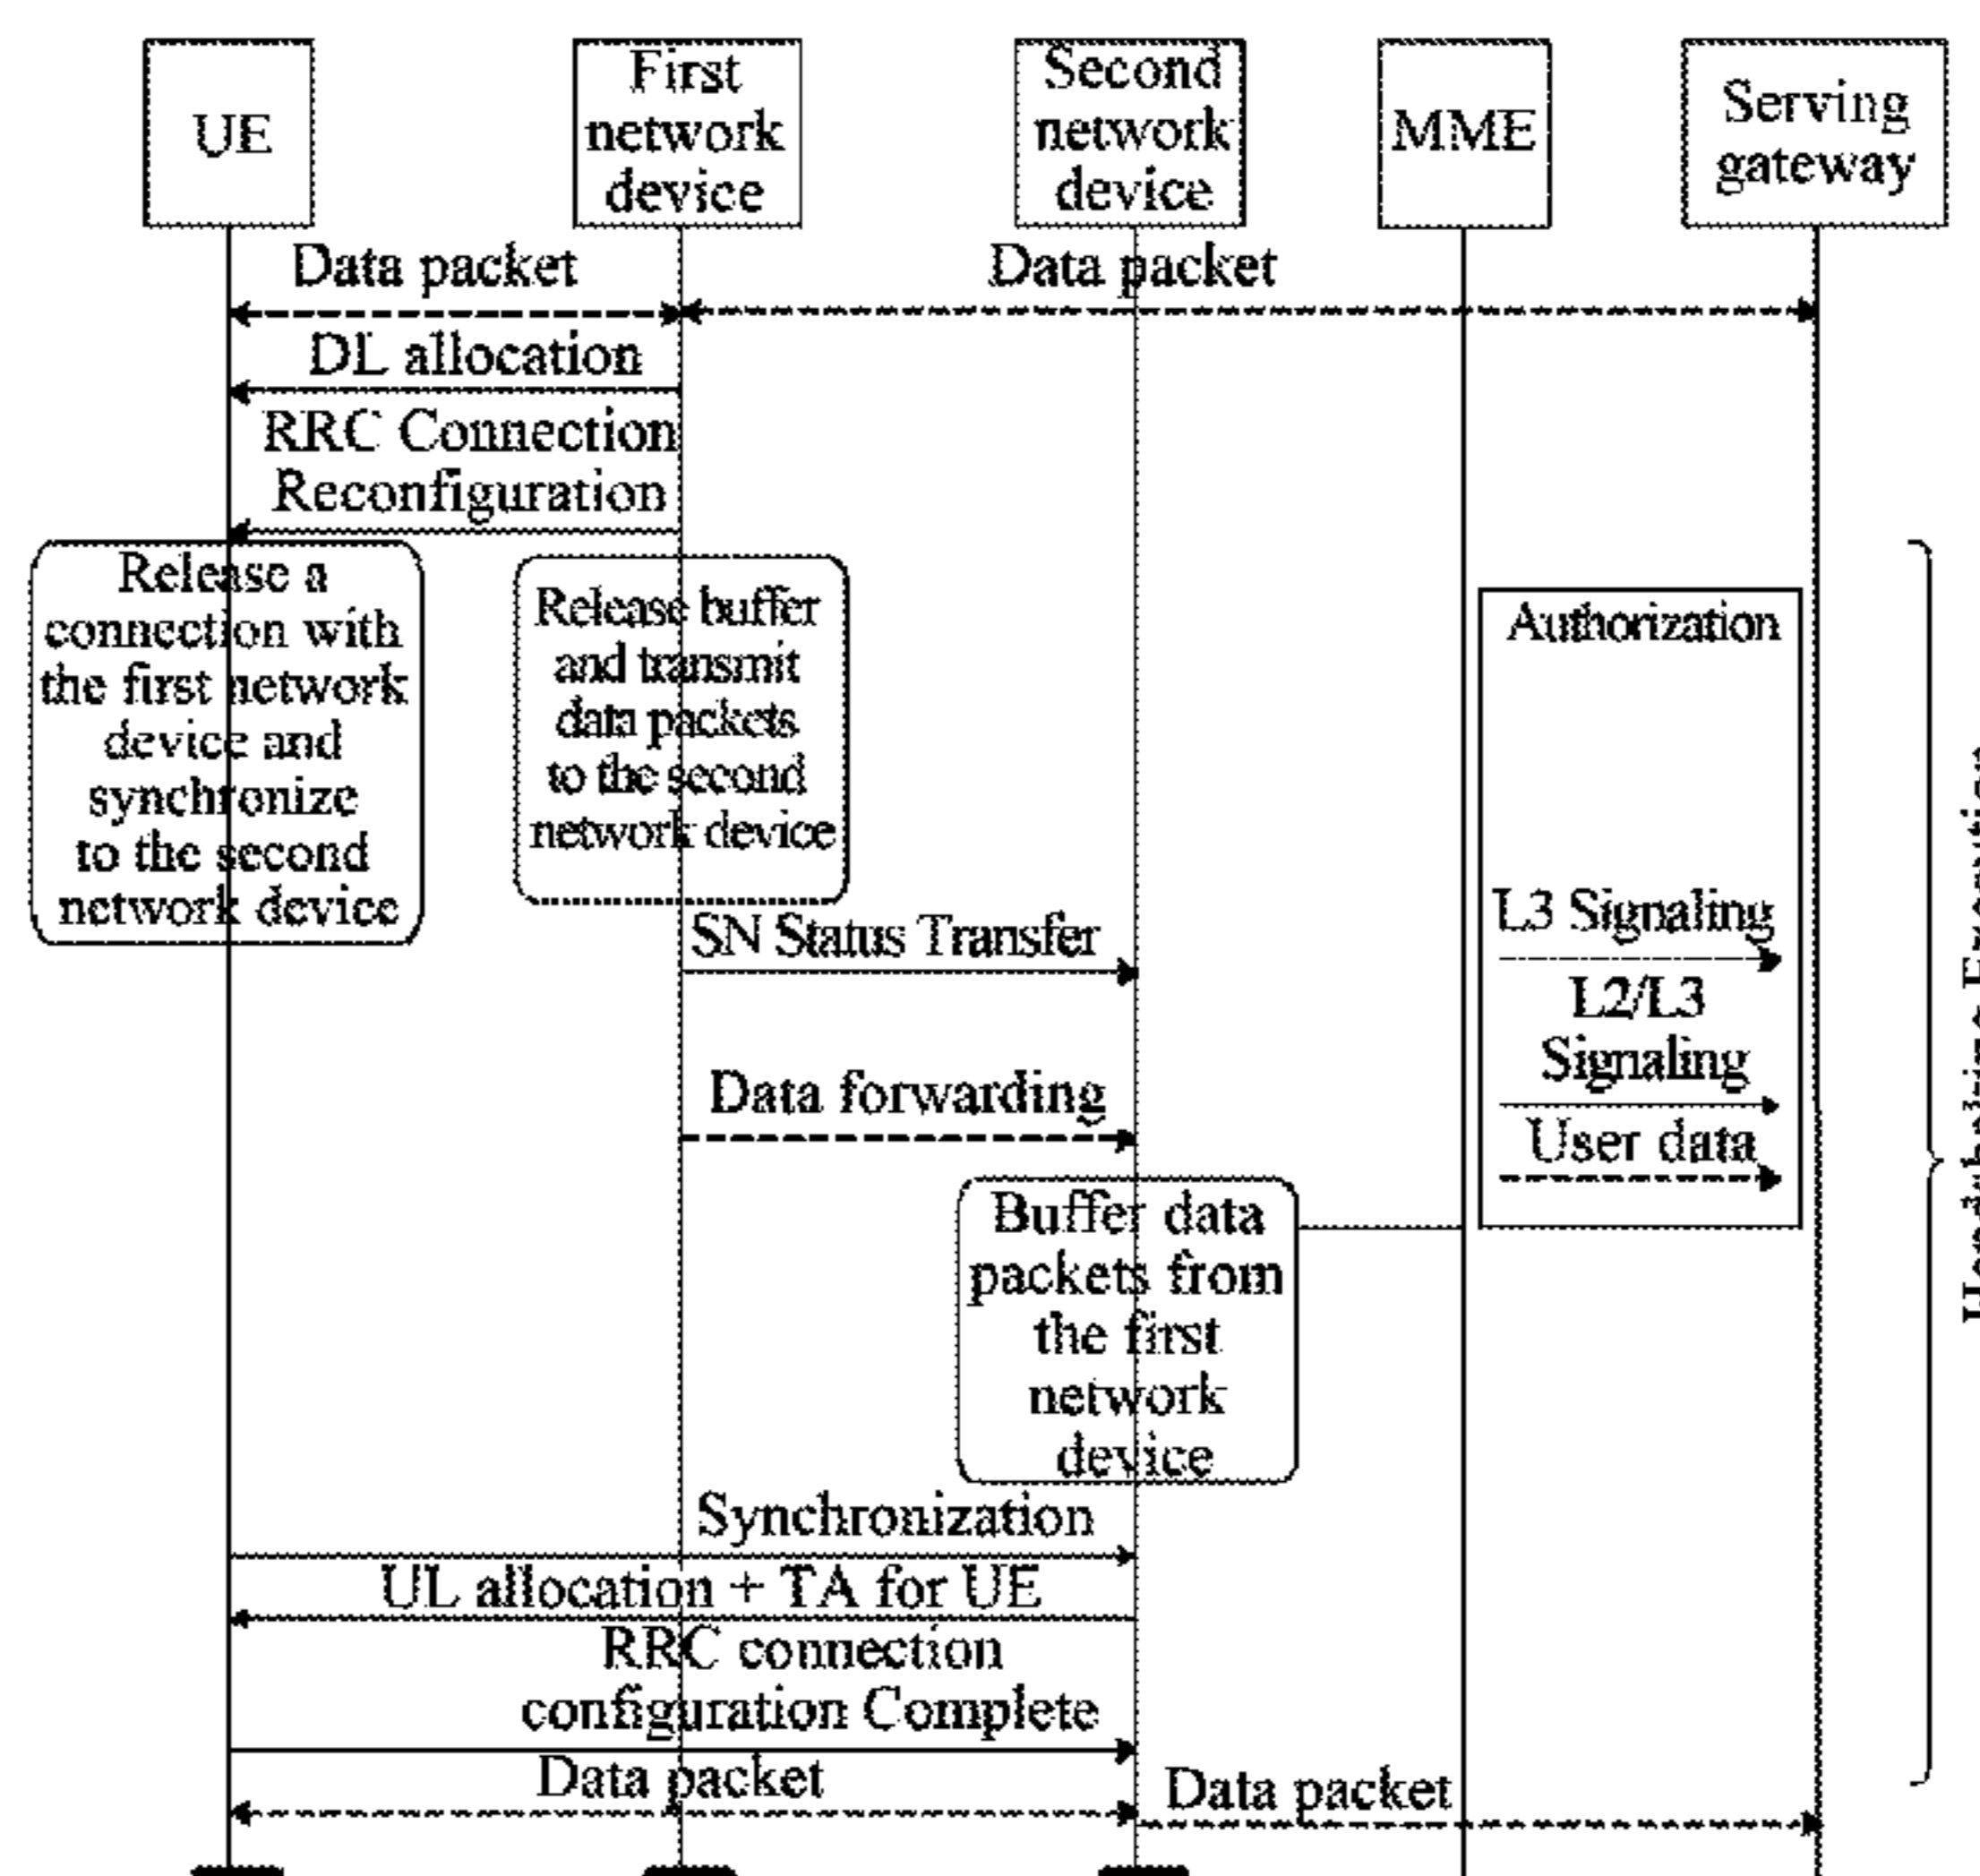 UE
First
network
device
Second
network
device
MME
Serving
gateway
Data packet
Data packet
DL allocation
RRC Connection
Reconfiguration
Release a
connection with
the first network
device and
synchronize
to the second
network device
Release buffer
and transmit
data packets
to the second
network device
Authorization
L3 Signaling
L2/L3
Signaling
User data
SN Status Transfer
Data forwarding
Buffer data
packets from
the first
network
device
Synchronization
UL allocation + TA for UE
RRC connection
configuration Complete
Data packet
Data packet